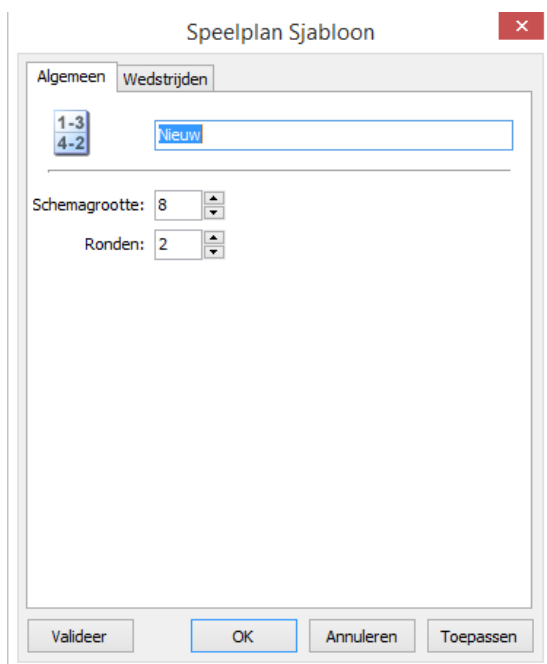 Speelplan Sjabloon
Algemeen Wedstrijden
1-3
4-2
Nieuw
Schemagrootte: 8
Ronden: 2
Valideer OK Annuleren Toepassen